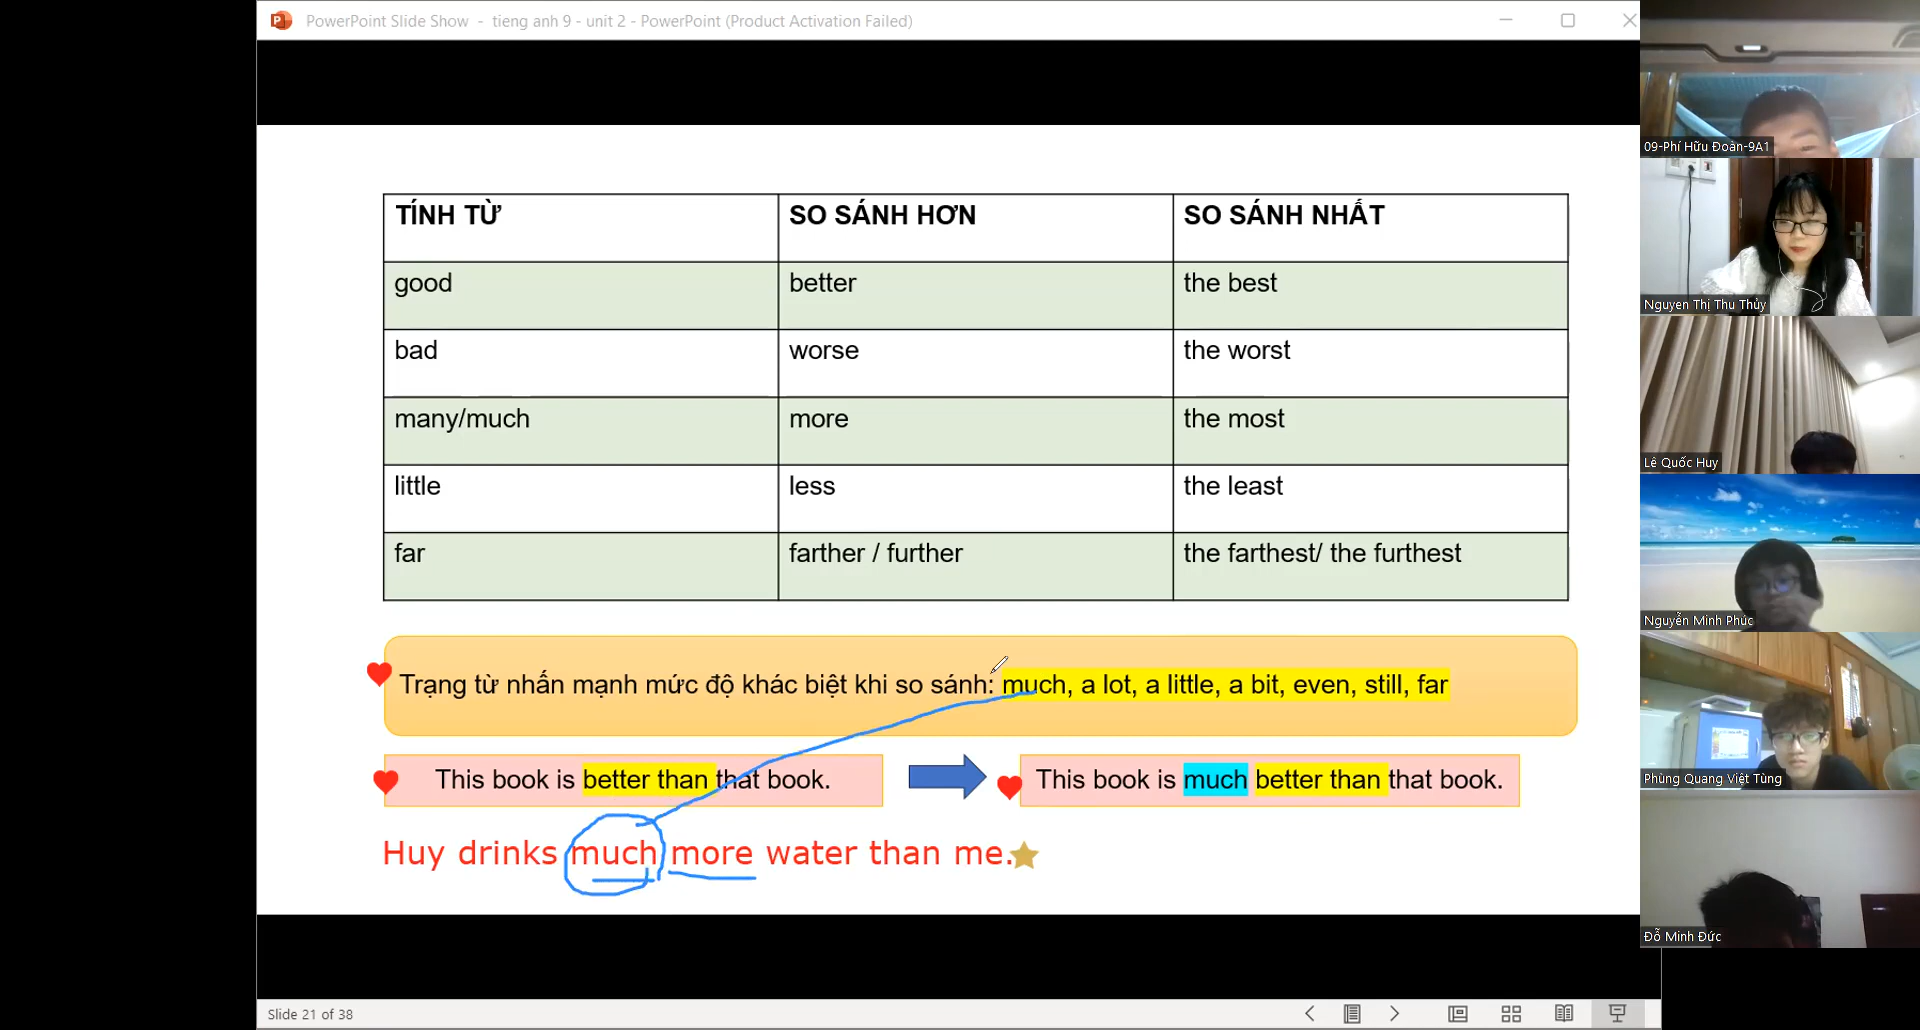 PowerPoint Slide Show - tieng anh 9 - unit 2 - PowerPoint (Product Activation Failed)
TÍNH TỪ SO SÁNH HƠN SO SÁNH NHẤT
good better the best
bad worse the worst
many/much more the most
little less the least
far farther / further the farthest/ the furthest
Trạng từ nhấn mạnh mức độ khác biệt khi so sánh: much, a lot, a little, a bit, even, still, far
This book is better than that book. This book is much better than that book.
Huy drinks much more water than me.
Slide 21 of 38
09-Phí Hữu Đoàn-9A1
Nguyen Thị Thu Thủy
Lê Quốc Huy
Nguyễn Minh Phúc
Phùng Quang Việt Tùng
Đỗ Minh Đức